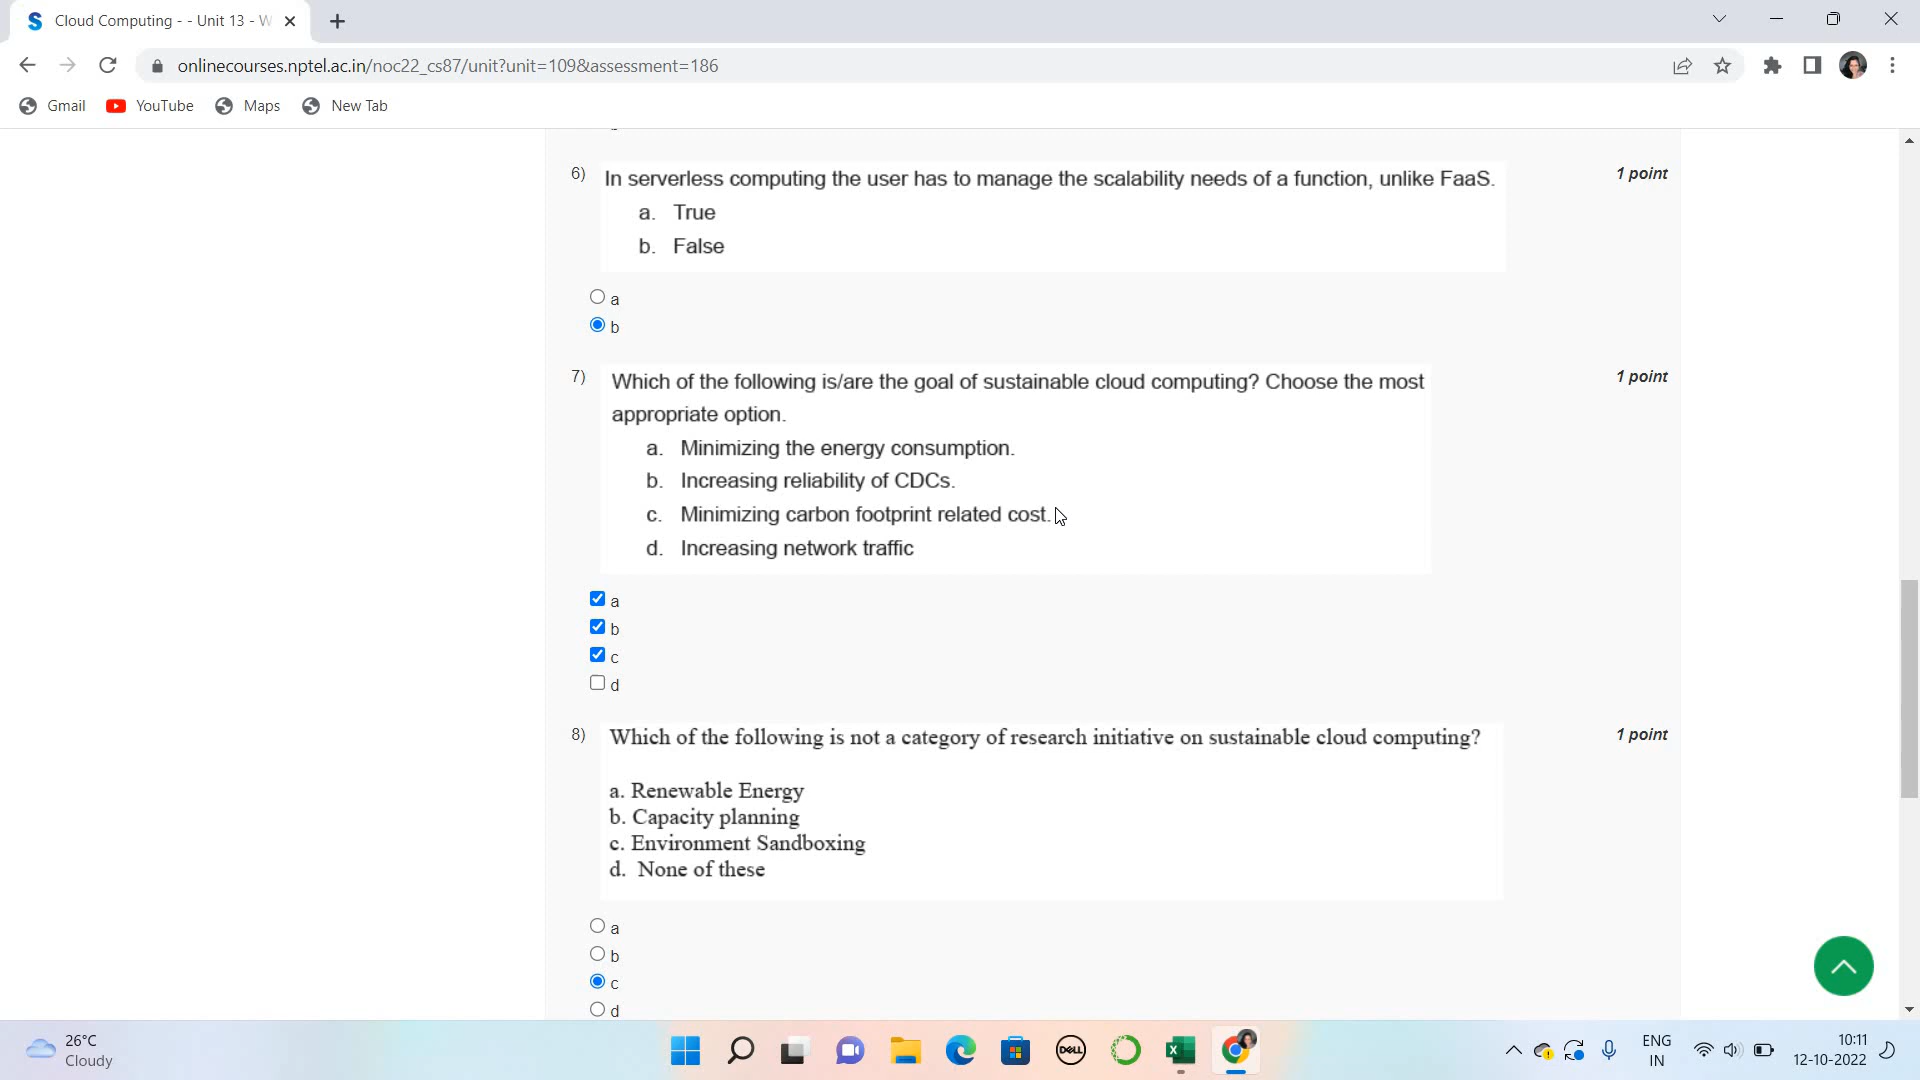 Cloud Computing - - Unit 13 - W
onlinecourses.nptel.ac.in/noc22_cs87/unit?unit=109&assessment=186
Gmail YouTube Maps New Tab
6) In serverless computing the user has to manage the scalability needs of a function, unlike FaaS. 1 point
a. True
b. False
a
b
7) Which of the following is/are the goal of sustainable cloud computing? Choose the most 1 point
appropriate option.
a. Minimizing the energy consumption.
b. Increasing reliability of CDCs.
c. Minimizing carbon footprint related cost.
d. Increasing network traffic
a
b
c
d
8) Which of the following is not a category of research initiative on sustainable cloud computing? 1 point
a. Renewable Energy
b. Capacity planning
c. Environment Sandboxing
d. None of these
a
b
c
d
26°C
Cloudy
DELL
ENG
IN
10:11
12-10-2022